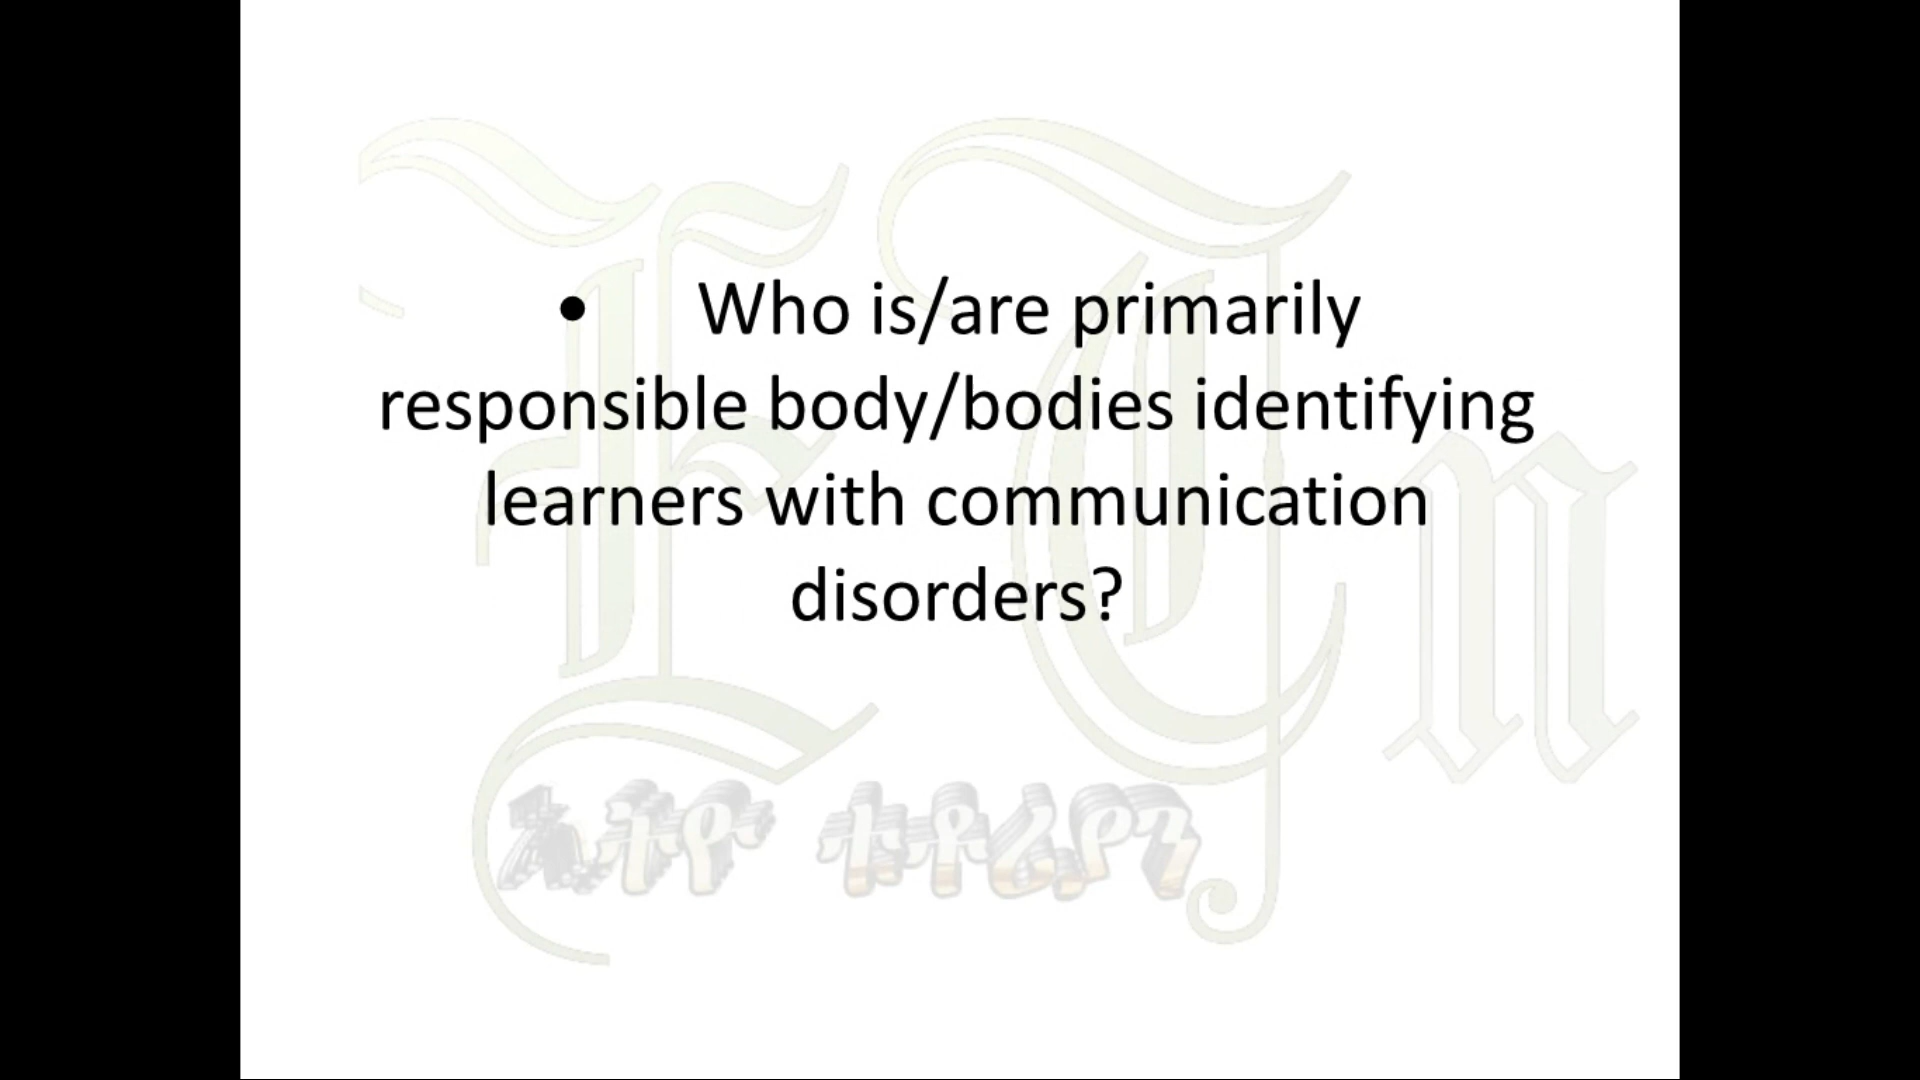 • Who is/are primarily
responsible body/bodies identifying
learners with communication
disorders?